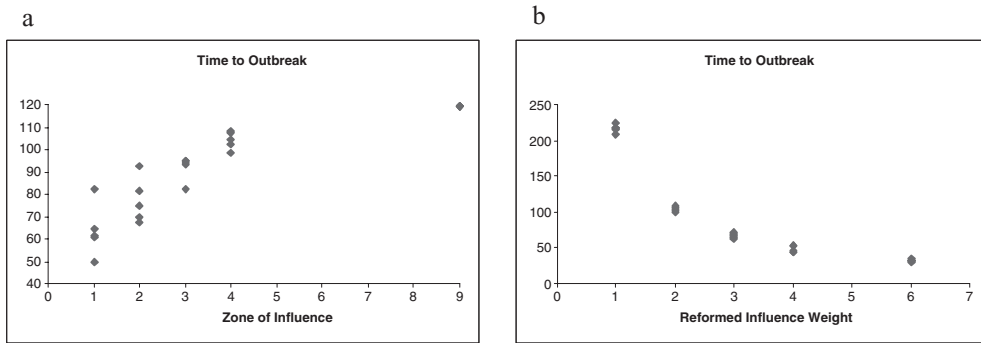 a
Time to Outbreak
120
110
100
90
80
70
60
50
40
0 1 2 3 4 5 6 7 8 9
Zone of Influence
b
Time to Outbreak
250
200
150
100
50
0
0 1 2 3 4 5 6 7
Reformed Influence Weight